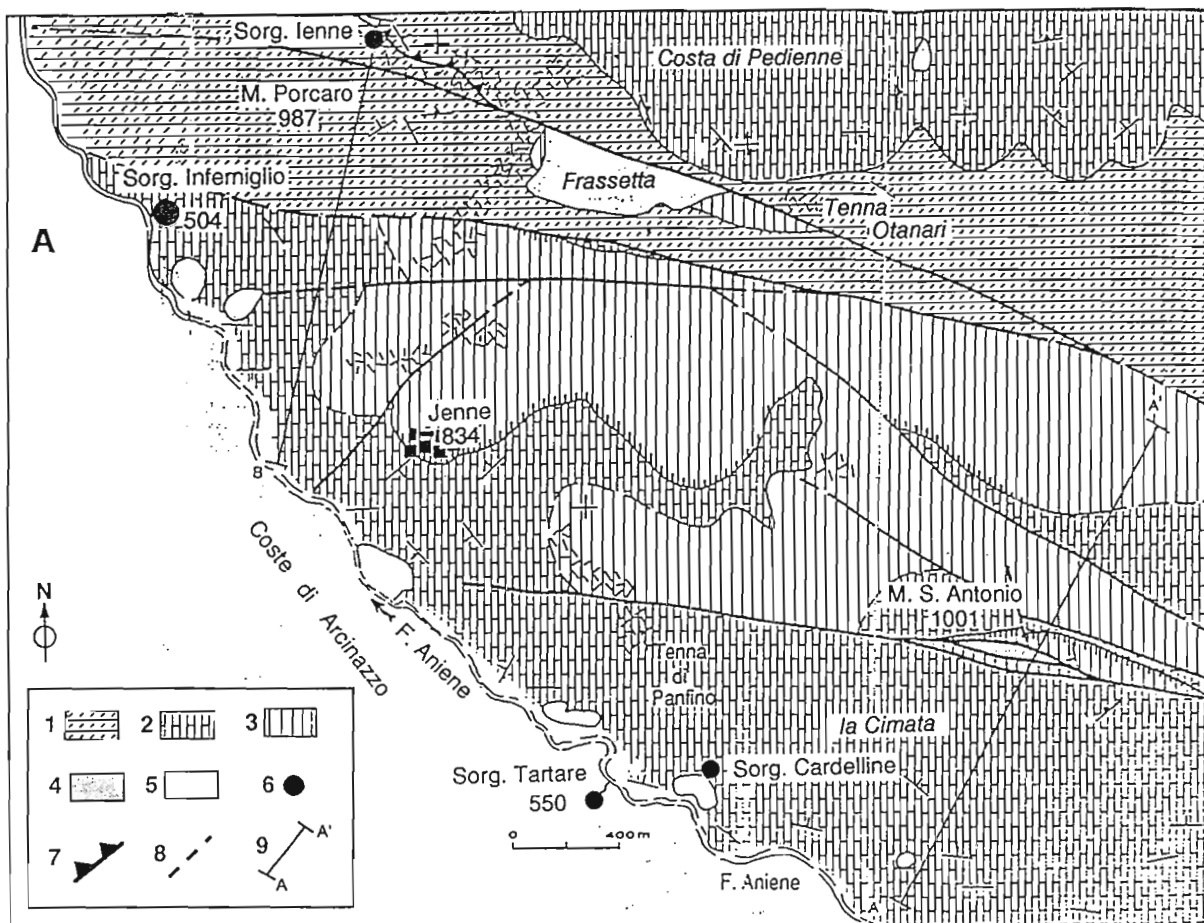 Sorg. Ienne
Costa di Pedienne
M. Porcaro
987
Sorg. Inferniglio
504
Frassetta
Tenna
Otanari
A
Jenne
834
A'
8
Coste di Arcinazzo
N
F. Aniene
M. S. Antonio
1001
Tenna
di
Panfino
la Cimata
Sorg. Cardelline
Sorg. Tartare
550
0 400 m
F. Aniene
A
1 2 3
4 5 6
7 8 9 A A'